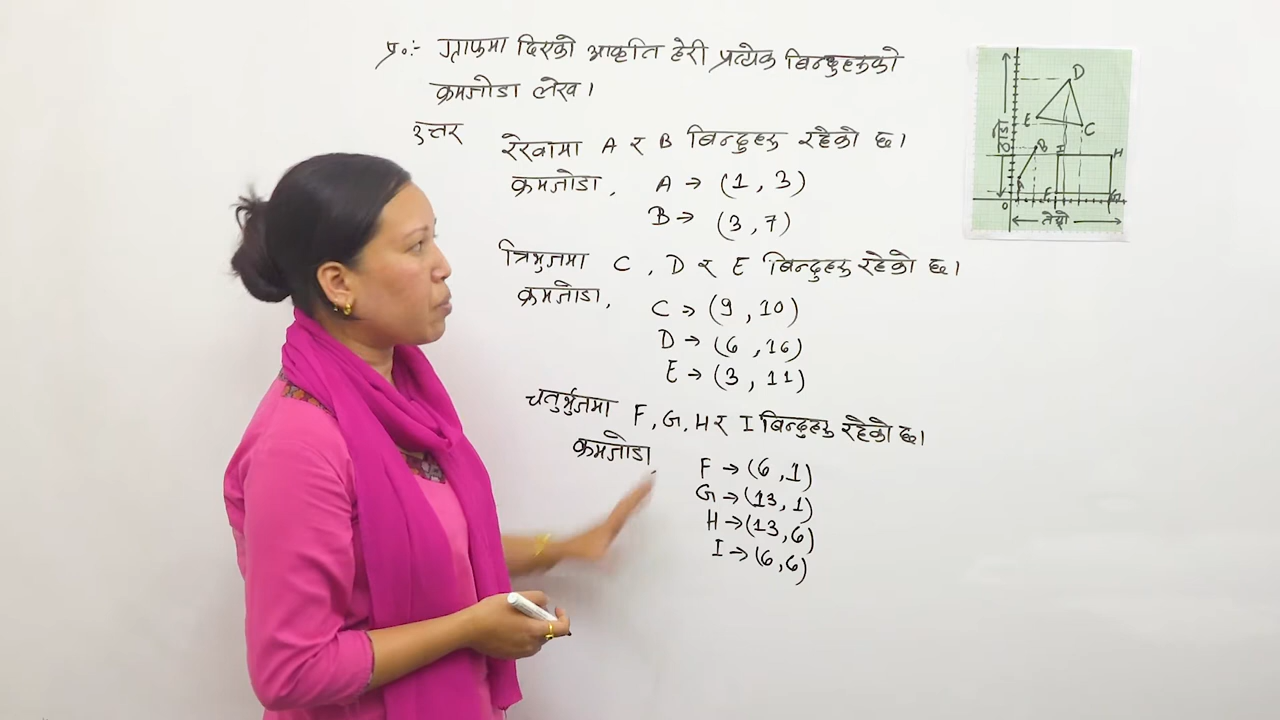 प्र०:- ग्राफमा दिएको आकृति हेरी प्रत्येक बिन्दुहरुको
क्रमजोडा लेख।
उत्तर
रेखामा A र B बिन्दुहरु रहेको छ।
क्रमजोडा, A → (1, 3)
B → (3, 7)
त्रिभुजमा C, D र E बिन्दुहरु रहेको छ।
क्रमजोडा, C → (9, 10)
D → (6, 16)
E → (3, 11)
चतुर्भुजमा F, G, H र I बिन्दुहरु रहेको छ।
क्रमजोडा F → (6, 1)
G → (13, 1)
H → (13, 6)
I → (6, 6)
D
E
C
B
I H
A
F G
0
ठाडो
तेर्सो